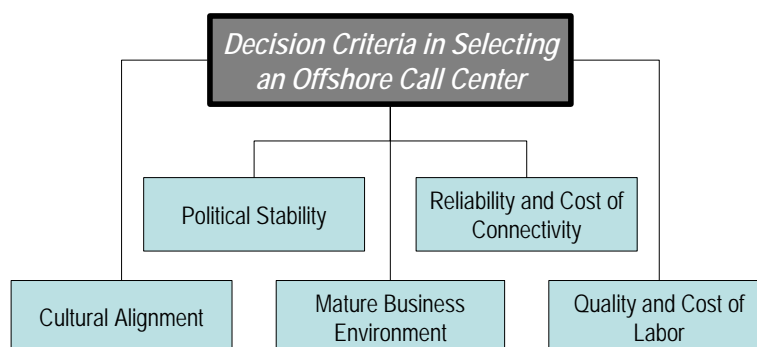 Decision Criteria in Selecting
an Offshore Call Center
Political Stability
Reliability and Cost of
Connectivity
Cultural Alignment
Mature Business
Environment
Quality and Cost of
Labor